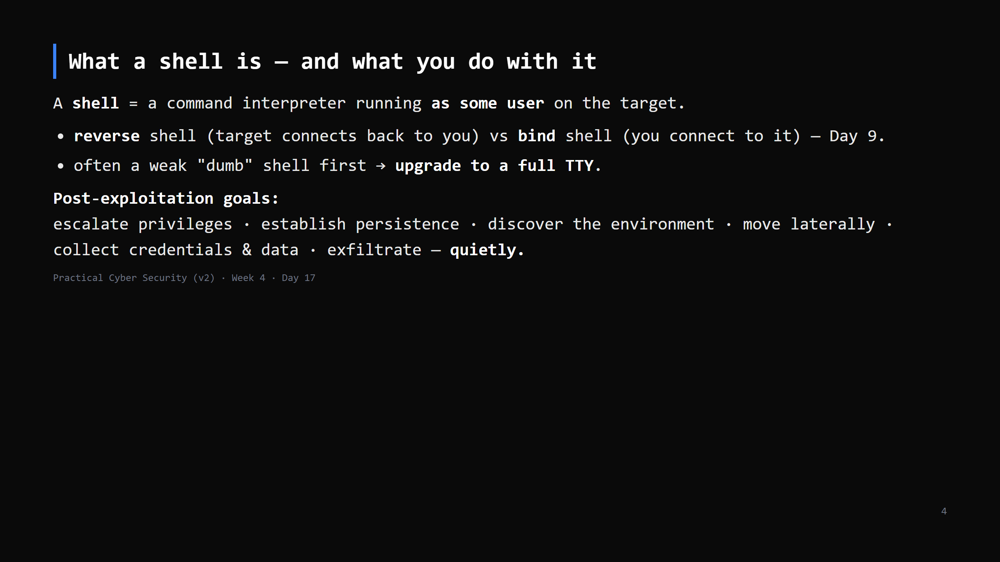 What a shell is — and what you do with it
A shell = a command interpreter running as some user on the target.
• reverse shell (target connects back to you) vs bind shell (you connect to it) — Day 9.
• often a weak "dumb" shell first → upgrade to a full TTY.
Post-exploitation goals:
escalate privileges · establish persistence · discover the environment · move laterally ·
collect credentials & data · exfiltrate — quietly.
Practical Cyber Security (v2) · Week 4 · Day 17
4